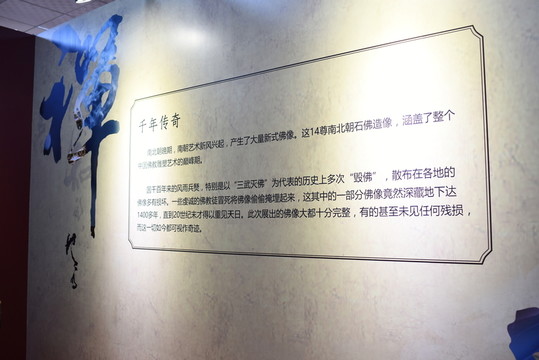 禅
千年传奇
南北朝晚期，南朝艺术新风兴起，产生了大量新式佛像。这14尊南北朝石佛造像，涵盖了整个
中国佛教雕塑艺术的巅峰期。
因千百年来的风雨兵燹，特别是以“三武灭佛”为代表的历史上多次“毁佛”，散布在各地的
佛像多有损坏。一些虔诚的佛教徒冒死将佛像偷偷掩埋起来，这其中的一部分佛像竟然深藏地下达
1400多年，直到20世纪末才得以重见天日。此次展出的佛像大都十分完整，有的甚至未见任何残损，
而这一切如今都可视作奇迹。